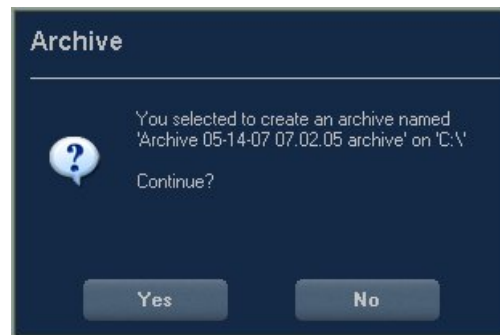 Archive
You selected to create an archive named
'Archive 05-14-07 07.02.05 archive' on 'C:\'
Continue?
?
Yes
No